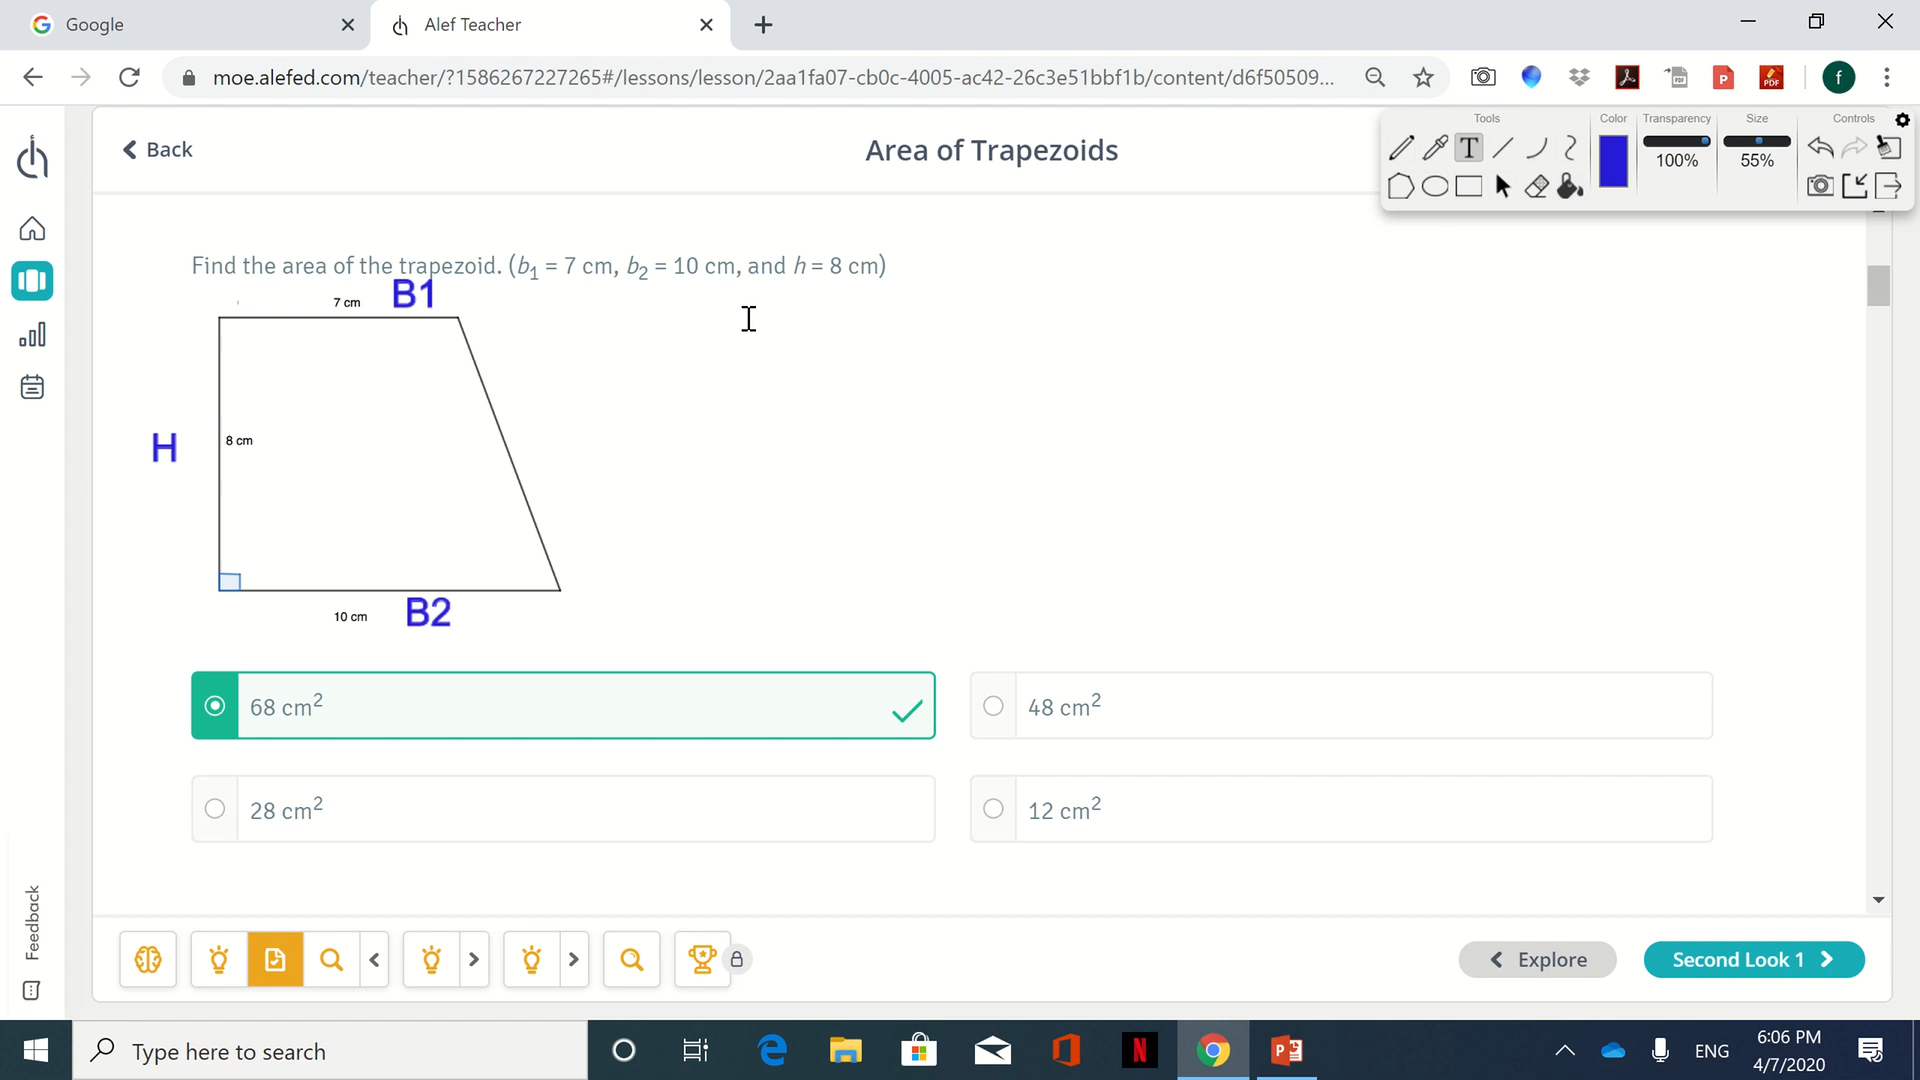 Google
Alef Teacher
moe.alefed.com/teacher/?1586267227265#/lessons/lesson/2aa1fa07-cb0c-4005-ac42-26c3e51bbf1b/content/d6f50509...
f
Tools
Color
Transparency
Size
Controls
T
100%
55%
Back
Area of Trapezoids
Find the area of the trapezoid. (b₁ = 7 cm, b₂ = 10 cm, and h = 8 cm)
7 cm
B1
H
8 cm
10 cm
B2
68 cm²
48 cm²
28 cm²
12 cm²
Feedback
Explore
Second Look 1
Type here to search
ENG
6:06 PM
4/7/2020